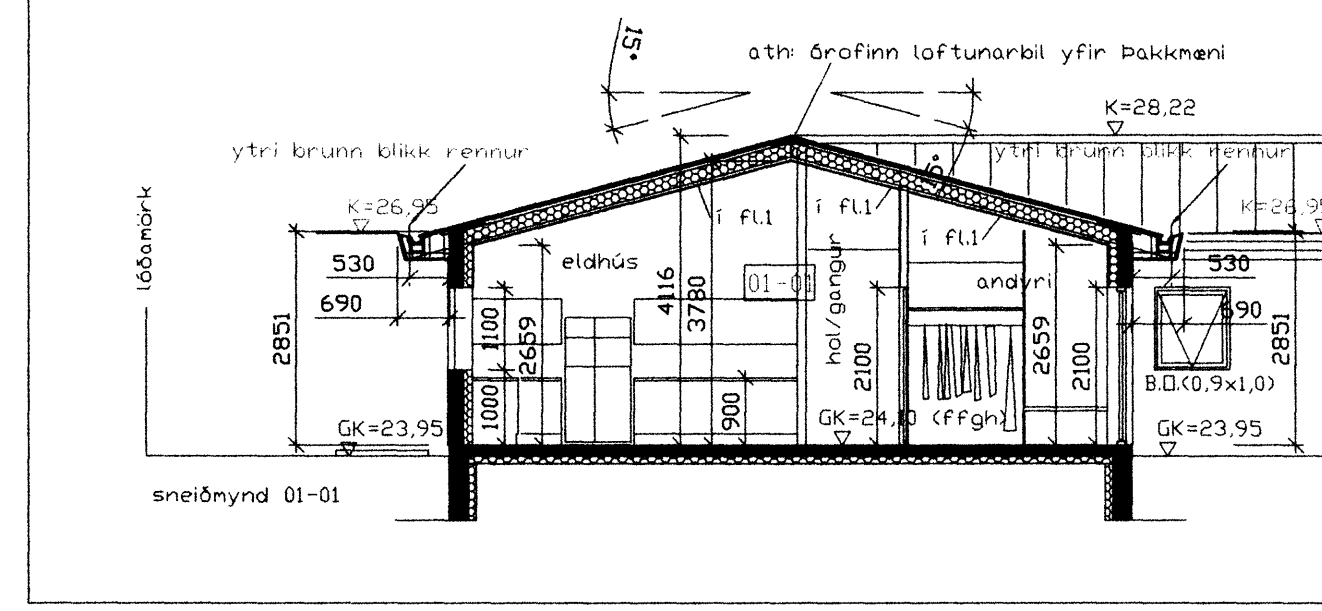 15°
ath: órofinn loftunarbil yfir Þakkmæni
K=28,22
ytri brunn blikk rennur
ytri brunn blikk rennur
15°
lóðamörk
K=26,95
K=26,95
í fl.1
í fl.1
í fl.1
530
eldhús
01-01
hol/gangur
andyri
530
690
690
2851
1100
2659
4116
3780
2100
2659
2100
2851
B.O.(0,9x1,0)
1000
900
GK=23,95
GK=24,10 (ffgh)
GK=23,95
sneiðmynd 01-01